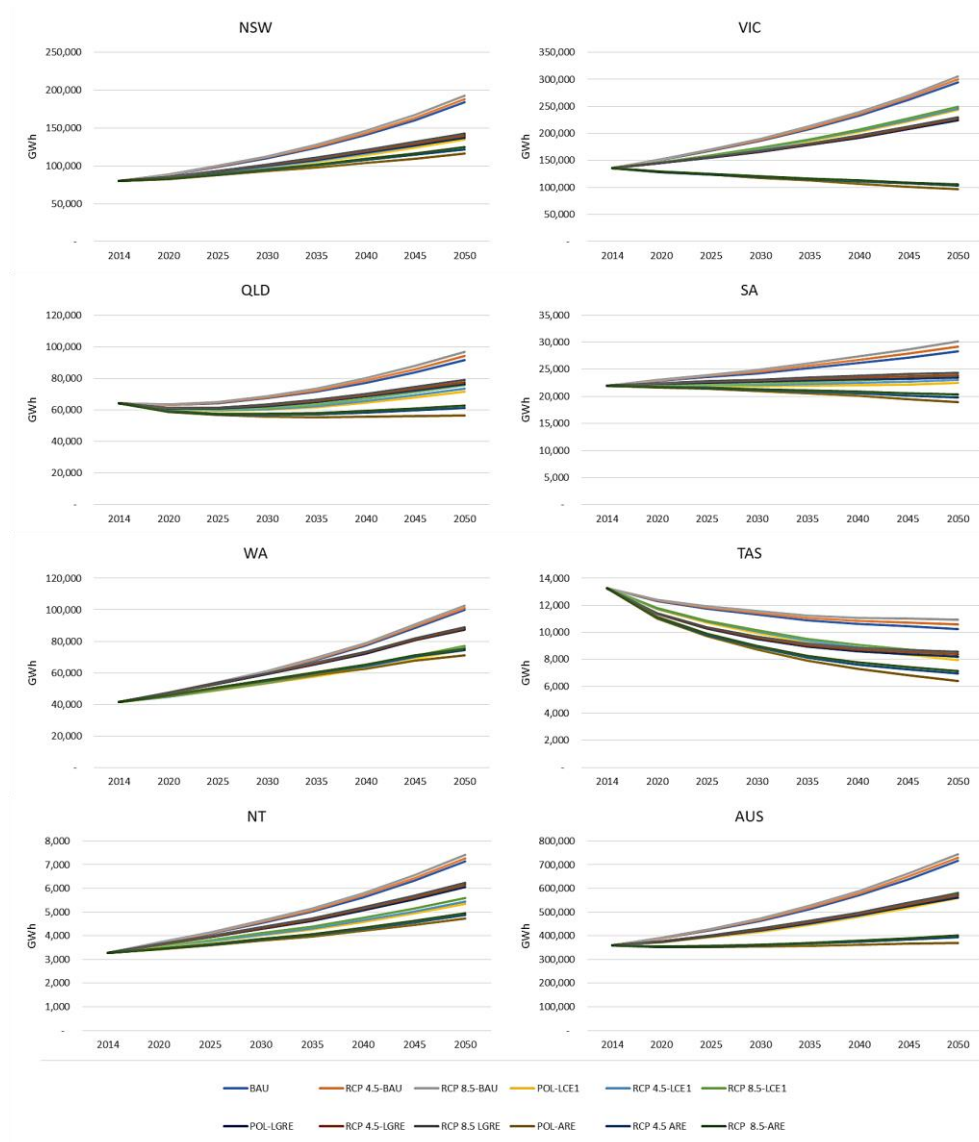 NSW
250,000
200,000
150,000
100,000
50,000
-
GWh
2014 2020 2025 2030 2035 2040 2045 2050
VIC
350,000
300,000
250,000
200,000
150,000
100,000
50,000
-
GWh
2014 2020 2025 2030 2035 2040 2045 2050
QLD
120,000
100,000
80,000
60,000
40,000
20,000
-
GWh
2014 2020 2025 2030 2035 2040 2045 2050
SA
35,000
30,000
25,000
20,000
15,000
10,000
5,000
-
GWh
2014 2020 2025 2030 2035 2040 2045 2050
WA
120,000
100,000
80,000
60,000
40,000
20,000
-
GWh
2014 2020 2025 2030 2035 2040 2045 2050
TAS
14,000
12,000
10,000
8,000
6,000
4,000
2,000
-
GWh
2014 2020 2025 2030 2035 2040 2045 2050
NT
8,000
7,000
6,000
5,000
4,000
3,000
2,000
1,000
-
GWh
2014 2020 2025 2030 2035 2040 2045 2050
AUS
800,000
700,000
600,000
500,000
400,000
300,000
200,000
100,000
-
GWh
2014 2020 2025 2030 2035 2040 2045 2050
BAU RCP 4.5-BAU RCP 8.5-BAU POL-LCE1 RCP 4.5-LCE1 RCP 8.5-LCE1
POL-LGRE RCP 4.5-LGRE RCP 8.5 LGRE POL-ARE RCP 4.5 ARE RCP 8.5-ARE